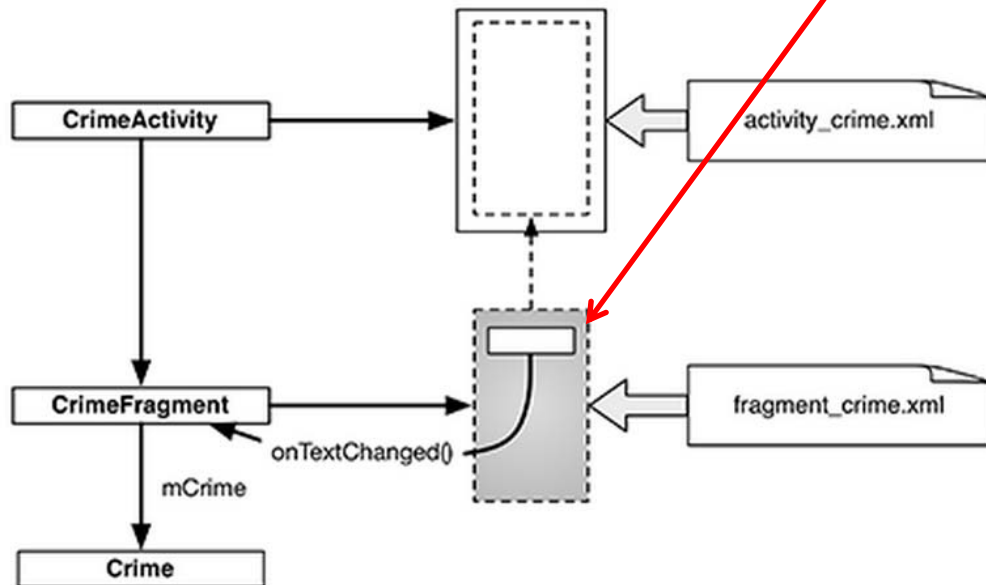 CrimeActivity
activity_crime.xml
CrimeFragment
fragment_crime.xml
onTextChanged()
mCrime
Crime